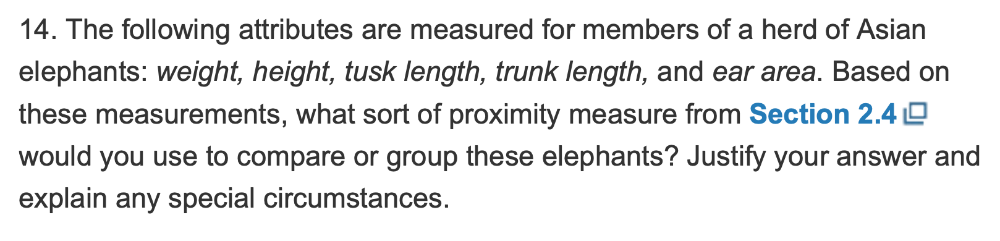 14. The following attributes are measured for members of a herd of Asian
elephants: weight, height, tusk length, trunk length, and ear area. Based on
these measurements, what sort of proximity measure from Section 2.4
would you use to compare or group these elephants? Justify your answer and
explain any special circumstances.